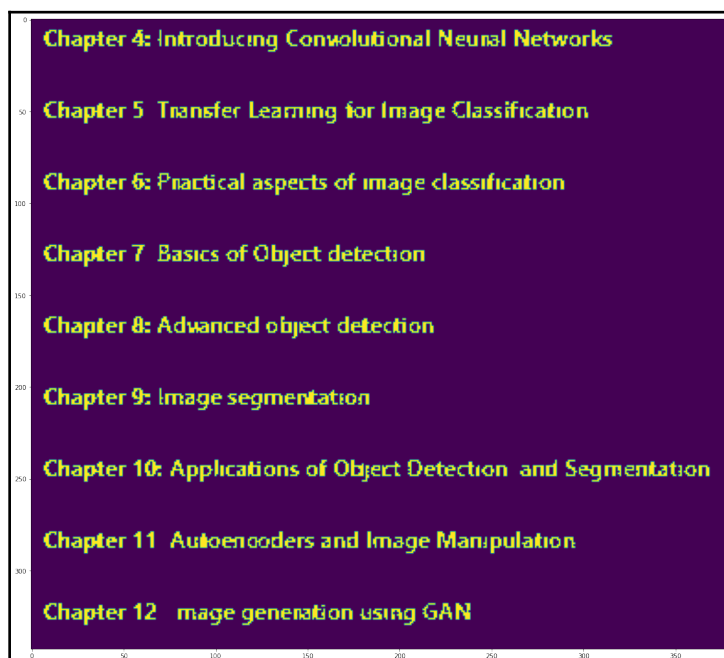 Chapter 4: Introducing Convolutional Neural Networks
Chapter 5 Transfer Learning for Image Classification
Chapter 6: Practical aspects of image classification
Chapter 7 Basics of Object detection
Chapter 8: Advanced object detection
Chapter 9: Image segmentation
Chapter 10: Applications of Object Detection and Segmentation
Chapter 11 Autoencoders and Image Manipulation
Chapter 12 mage generation using GAN
0
50
100
150
200
250
300
0 50 100 150 200 250 300 350